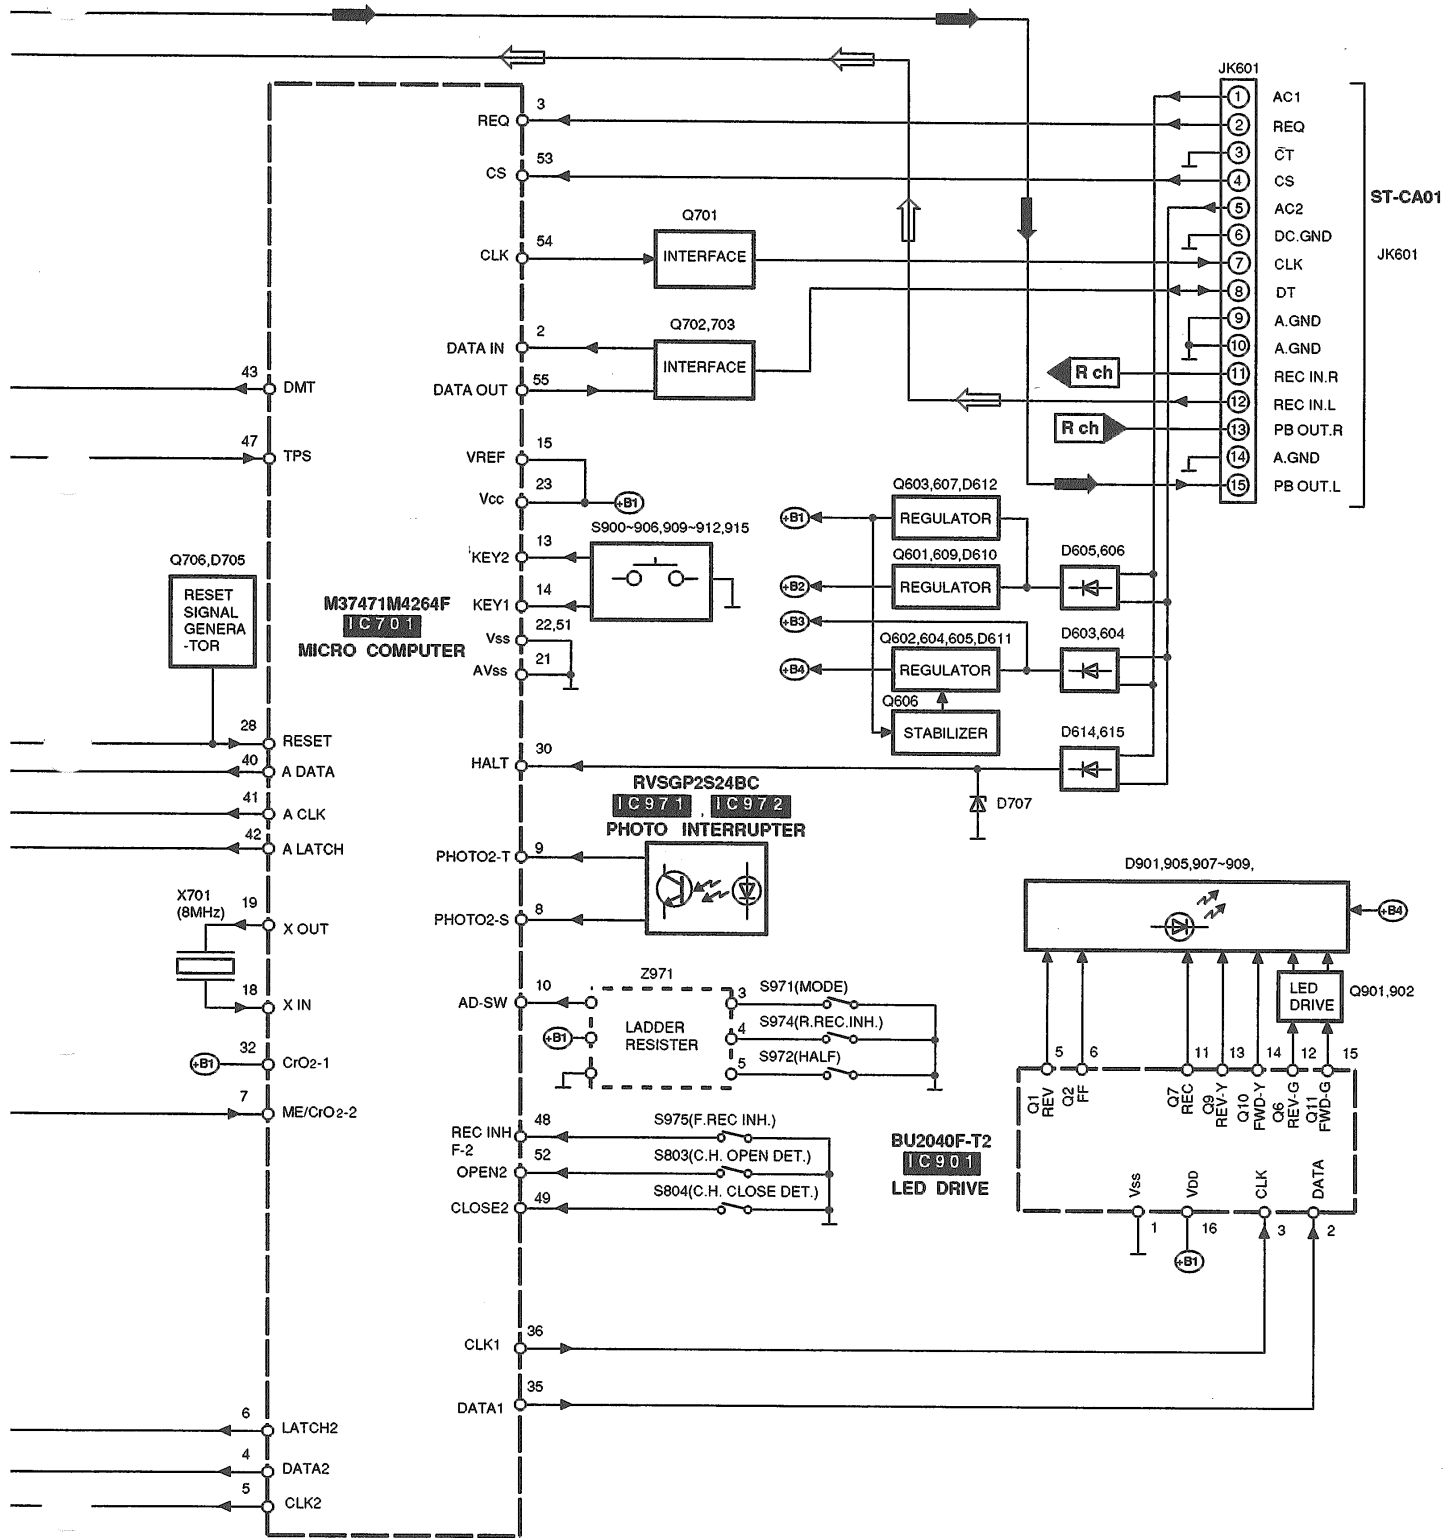 JK601
1 AC1
2 REQ
3 C̄T
4 CS
5 AC2
6 DC.GND
7 CLK
8 DT
9 A.GND
10 A.GND
11 REC IN.R
12 REC IN.L
13 PB OUT.R
14 A.GND
15 PB OUT.L
ST-CA01
JK601
R ch
R ch
3
REQ
53
CS
54
CLK
Q701
INTERFACE
2
DATA IN
55
DATA OUT
Q702,703
INTERFACE
43
DMT
47
TPS
15
VREF
23
Vcc
+B1
13
KEY2
14
KEY1
S900~906,909~912,915
22,51
Vss
21
AVss
Q706,D705
RESET
SIGNAL
GENERA
-TOR
M37471M4264F
IC701
MICRO COMPUTER
Q603,607,D612
REGULATOR
+B1
Q601,609,D610
REGULATOR
+B2
+B3
Q602,604,605,D611
REGULATOR
+B4
Q606
STABILIZER
D605,606
D603,604
D614,615
D707
28
RESET
40
A DATA
41
A CLK
42
A LATCH
30
HALT
RVSGP2S24BC
IC971 , IC972
PHOTO INTERRUPTER
9
PHOTO2-T
8
PHOTO2-S
X701
(8MHz)
19
X OUT
18
X IN
32
+B1
CrO2-1
7
ME/CrO2-2
10
AD-SW
+B1
Z971
LADDER
RESISTER
3
S971(MODE)
4
S974(R.REC.INH.)
5
S972(HALF)
48
REC INH
F-2
S975(F.REC INH.)
52
OPEN2
S803(C.H. OPEN DET.)
49
CLOSE2
S804(C.H. CLOSE DET.)
D901,905,907~909,
+B4
LED
DRIVE
Q901,902
5 6 11 13 14 12 15
Q1 REV
Q2 FF
Q7 REC
Q9 REV-Y
Q10 FWD-Y
Q6 REV-G
Q11 FWD-G
BU2040F-T2
IC901
LED DRIVE
Vss VDD CLK DATA
1 16 3 2
+B1
36
CLK1
35
DATA1
6
LATCH2
4
DATA2
5
CLK2